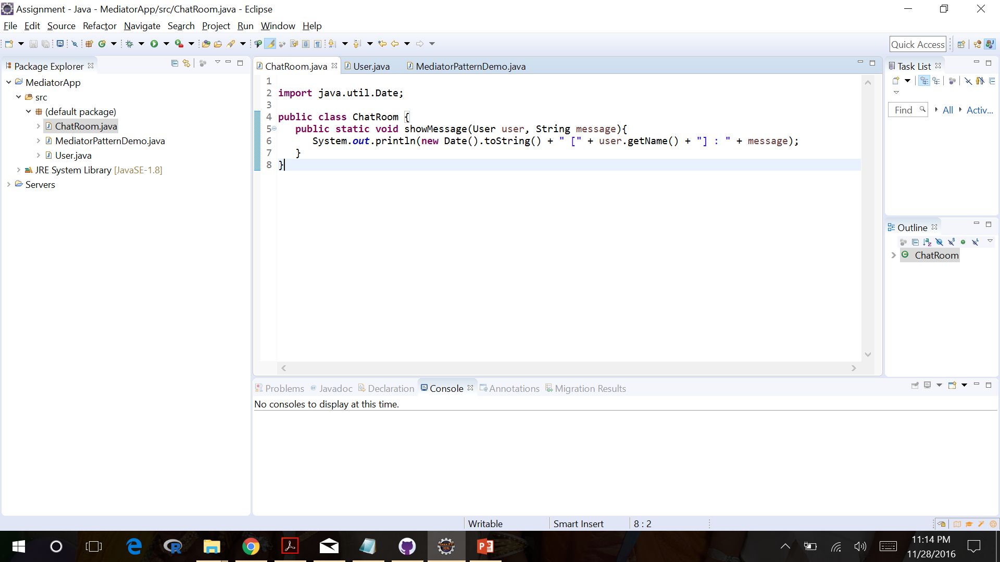 Assignment - Java - MediatorApp/src/ChatRoom.java - Eclipse
File Edit Source Refactor Navigate Search Project Run Window Help
Quick Access
Package Explorer
MediatorApp
src
(default package)
ChatRoom.java
MediatorPatternDemo.java
User.java
JRE System Library [JavaSE-1.8]
Servers
ChatRoom.java User.java MediatorPatternDemo.java
1
2 import java.util.Date;
3
4 public class ChatRoom {
5 public static void showMessage(User user, String message){
6 System.out.println(new Date().toString() + " [" + user.getName() + "] : " + message);
7 }
8 }
Task List
Find All Activ...
Outline
ChatRoom
Problems Javadoc Declaration Console Annotations Migration Results
No consoles to display at this time.
Writable Smart Insert 8 : 2
11:14 PM
11/28/2016